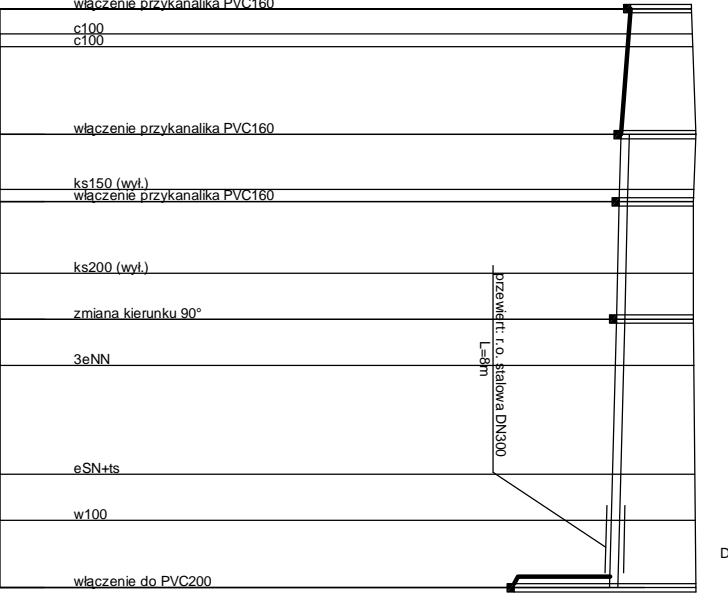 włączenie przykanalika PVC160
c100
c100
włączenie przykanalika PVC160
ks150 (wył.)
włączenie przykanalika PVC160
ks200 (wył.)
zmiana kierunku 90°
3eNN
przewiert: r.o. stalowa DN300
L=8m
eSN+ts
w100
D
włączenie do PVC200